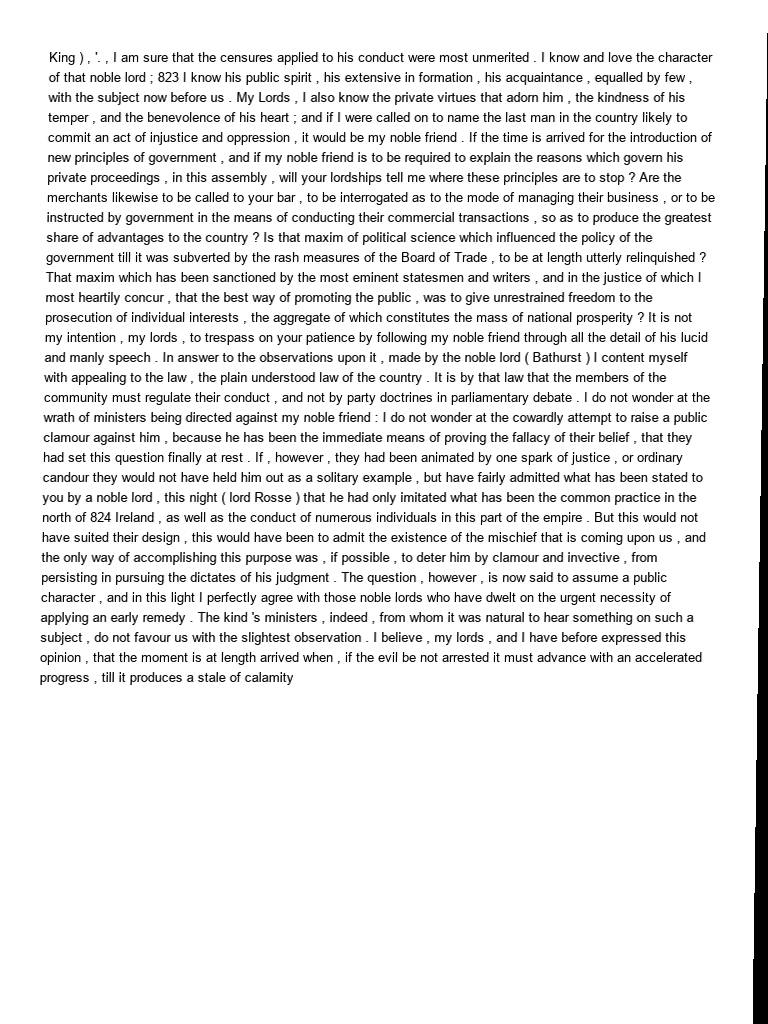 King ) , '. , I am sure that the censures applied to his conduct were most unmerited . I know and love the character
of that noble lord ; 823 I know his public spirit , his extensive in formation , his acquaintance , equalled by few ,
with the subject now before us . My Lords , I also know the private virtues that adorn him , the kindness of his
temper , and the benevolence of his heart ; and if I were called on to name the last man in the country likely to
commit an act of injustice and oppression , it would be my noble friend . If the time is arrived for the introduction of
new principles of government , and if my noble friend is to be required to explain the reasons which govern his
private proceedings , in this assembly , will your lordships tell me where these principles are to stop ? Are the
merchants likewise to be called to your bar , to be interrogated as to the mode of managing their business , or to be
instructed by government in the means of conducting their commercial transactions , so as to produce the greatest
share of advantages to the country ? Is that maxim of political science which influenced the policy of the
government till it was subverted by the rash measures of the Board of Trade , to be at length utterly relinquished ?
That maxim which has been sanctioned by the most eminent statesmen and writers , and in the justice of which I
most heartily concur , that the best way of promoting the public , was to give unrestrained freedom to the
prosecution of individual interests , the aggregate of which constitutes the mass of national prosperity ? It is not
my intention , my lords , to trespass on your patience by following my noble friend through all the detail of his lucid
and manly speech . In answer to the observations upon it , made by the noble lord ( Bathurst ) I content myself
with appealing to the law , the plain understood law of the country . It is by that law that the members of the
community must regulate their conduct , and not by party doctrines in parliamentary debate . I do not wonder at the
wrath of ministers being directed against my noble friend : I do not wonder at the cowardly attempt to raise a public
clamour against him , because he has been the immediate means of proving the fallacy of their belief , that they
had set this question finally at rest . If , however , they had been animated by one spark of justice , or ordinary
candour they would not have held him out as a solitary example , but have fairly admitted what has been stated to
you by a noble lord , this night ( lord Rosse ) that he had only imitated what has been the common practice in the
north of 824 Ireland , as well as the conduct of numerous individuals in this part of the empire . But this would not
have suited their design , this would have been to admit the existence of the mischief that is coming upon us , and
the only way of accomplishing this purpose was , if possible , to deter him by clamour and invective , from
persisting in pursuing the dictates of his judgment . The question , however , is now said to assume a public
character , and in this light I perfectly agree with those noble lords who have dwelt on the urgent necessity of
applying an early remedy . The kind 's ministers , indeed , from whom it was natural to hear something on such a
subject , do not favour us with the slightest observation . I believe , my lords , and I have before expressed this
opinion , that the moment is at length arrived when , if the evil be not arrested it must advance with an accelerated
progress , till it produces a stale of calamity